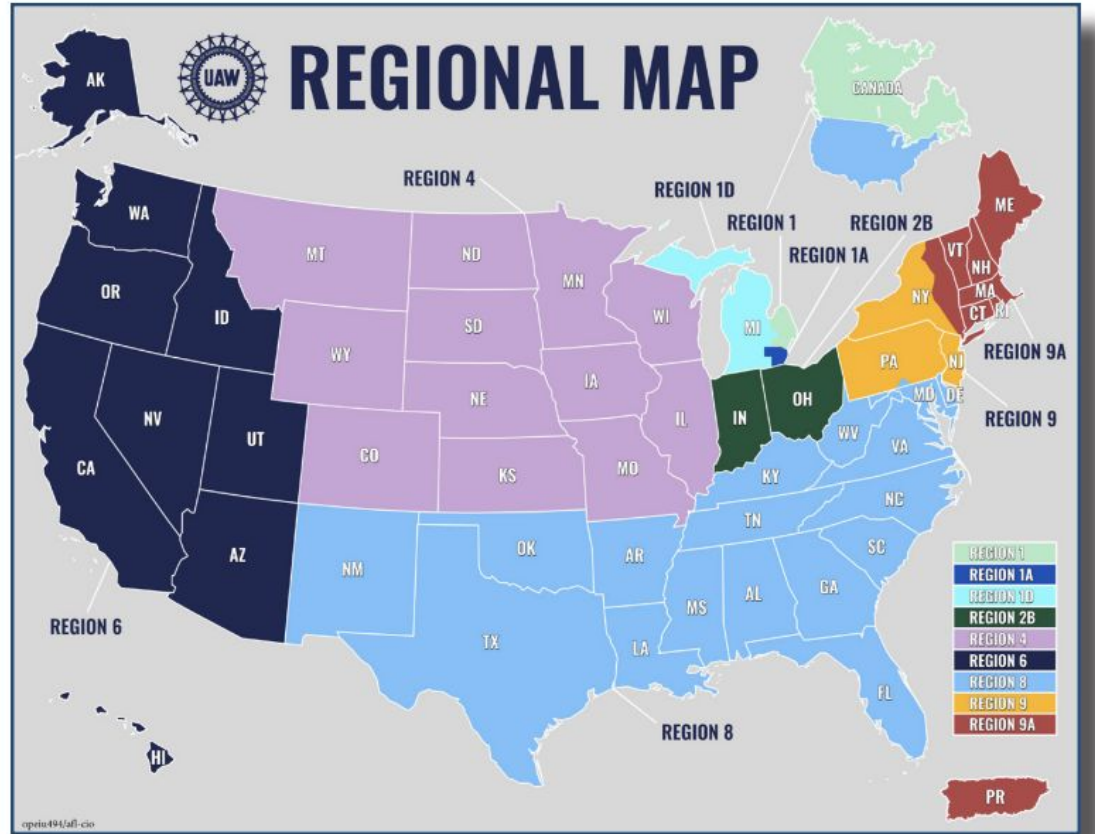 AK
UAW
REGIONAL MAP
CANADA
REGION 4
REGION 1D
REGION 1
REGION 2B
REGION 1A
WA
MT
ND
MN
ME
VT
NH
OR
ID
SD
WI
MI
NY
MA
CT
RI
WY
IA
PA
NJ
REGION 9A
NE
IL
IN
OH
MD
DE
REGION 9
NV
UT
CO
KS
MO
WV
VA
CA
KY
NC
AZ
NM
OK
AR
TN
SC
MS
AL
GA
REGION 6
TX
LA
FL
REGION 8
HI
REGION 1
REGION 1A
REGION 1D
REGION 2B
REGION 4
REGION 6
REGION 8
REGION 9
REGION 9A
PR
opeiu494/afl-cio